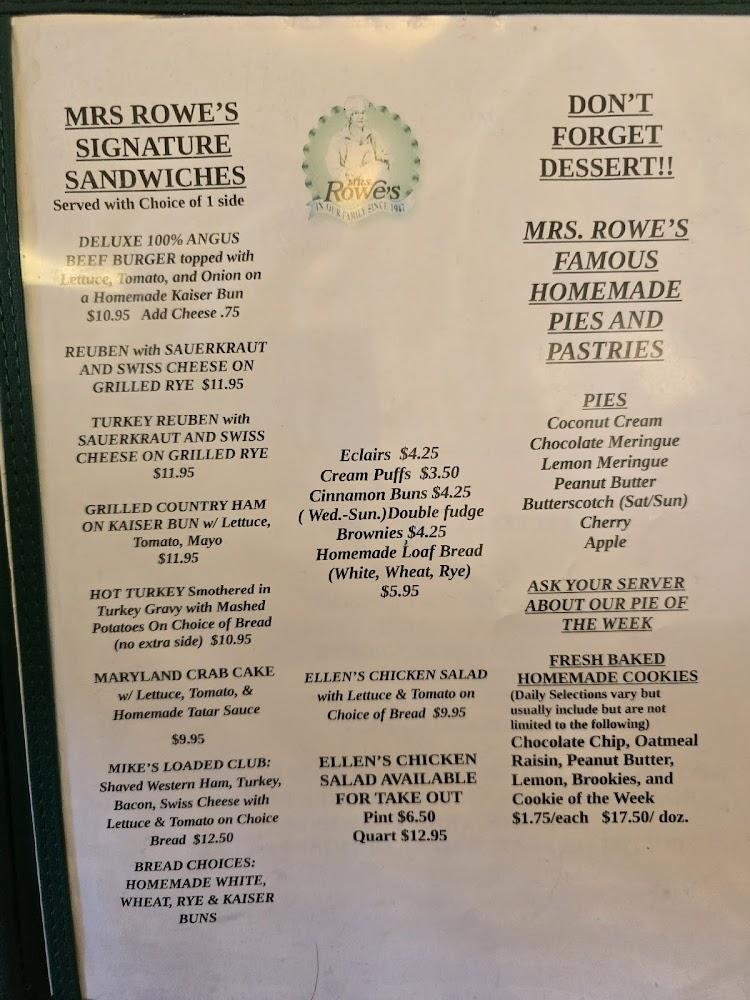 MRS ROWE'S
SIGNATURE
SANDWICHES
Served with Choice of 1 side
DELUXE 100% ANGUS
BEEF BURGER topped with
Lettuce, Tomato, and Onion on
a Homemade Kaiser Bun
$10.95 Add Cheese .75
REUBEN with SAUERKRAUT
AND SWISS CHEESE ON
GRILLED RYE $11.95
TURKEY REUBEN with
SAUERKRAUT AND SWISS
CHEESE ON GRILLED RYE
$11.95
GRILLED COUNTRY HAM
ON KAISER BUN w/ Lettuce,
Tomato, Mayo
$11.95
HOT TURKEY Smothered in
Turkey Gravy with Mashed
Potatoes On Choice of Bread
(no extra side) $10.95
MARYLAND CRAB CAKE
w/ Lettuce, Tomato, &
Homemade Tatar Sauce
$9.95
MIKE'S LOADED CLUB:
Shaved Western Ham, Turkey,
Bacon, Swiss Cheese with
Lettuce & Tomato on Choice
Bread $12.50
BREAD CHOICES:
HOMEMADE WHITE,
WHEAT, RYE & KAISER
BUNS
MRS.
Rowe's
IN OUR FAMILY SINCE 1947
Eclairs $4.25
Cream Puffs $3.50
Cinnamon Buns $4.25
( Wed.-Sun.)Double fudge
Brownies $4.25
Homemade Loaf Bread
(White, Wheat, Rye)
$5.95
ELLEN'S CHICKEN SALAD
with Lettuce & Tomato on
Choice of Bread $9.95
ELLEN'S CHICKEN
SALAD AVAILABLE
FOR TAKE OUT
Pint $6.50
Quart $12.95
DON'T
FORGET
DESSERT!!
MRS. ROWE'S
FAMOUS
HOMEMADE
PIES AND
PASTRIES
PIES
Coconut Cream
Chocolate Meringue
Lemon Meringue
Peanut Butter
Butterscotch (Sat/Sun)
Cherry
Apple
ASK YOUR SERVER
ABOUT OUR PIE OF
THE WEEK
FRESH BAKED
HOMEMADE COOKIES
(Daily Selections vary but
usually include but are not
limited to the following)
Chocolate Chip, Oatmeal
Raisin, Peanut Butter,
Lemon, Brookies, and
Cookie of the Week
$1.75/each $17.50/ doz.